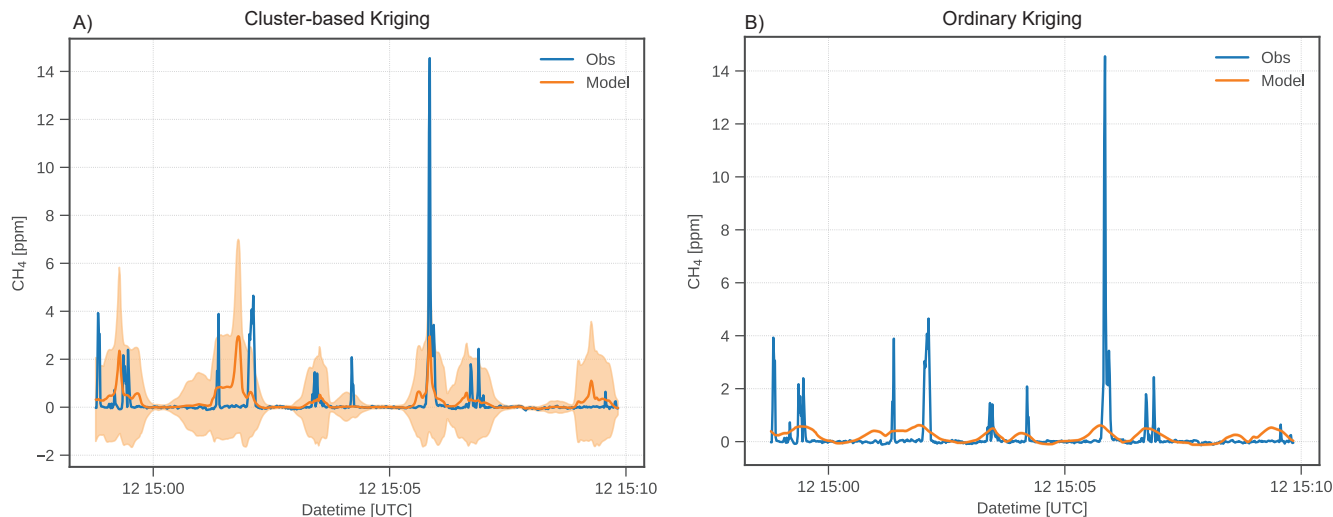 A) Cluster-based Kriging
Obs
Model
14
12
10
8
6
4
2
0
−2
CH₄ [ppm]
12 15:00 12 15:05 12 15:10
Datetime [UTC]
B) Ordinary Kriging
Obs
Model
14
12
10
8
6
4
2
0
CH₄ [ppm]
12 15:00 12 15:05 12 15:10
Datetime [UTC]